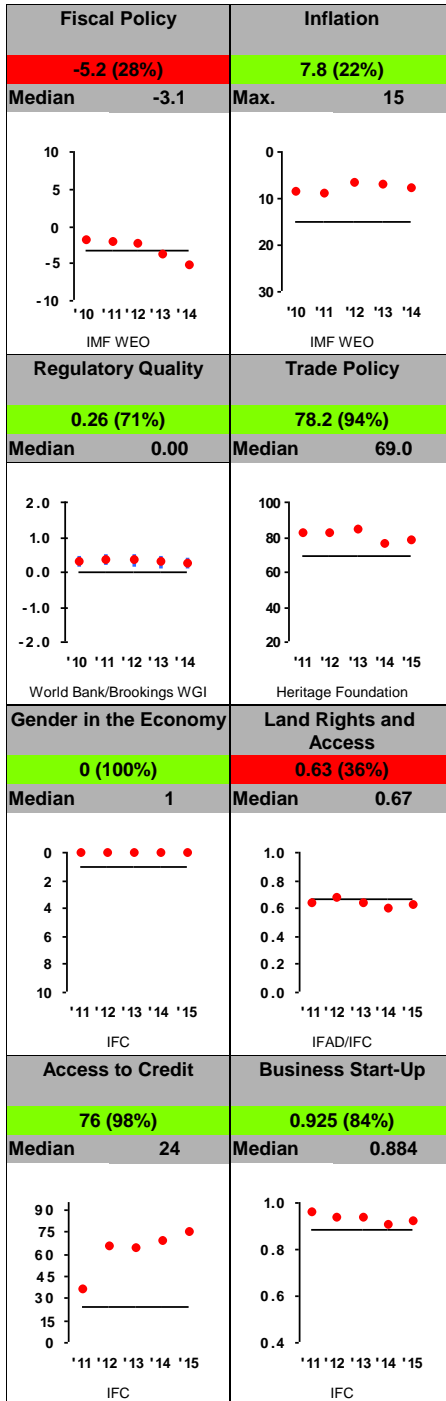 Fiscal Policy
-5.2 (28%)
Median -3.1
10
5
0
-5
-10
'10 '11 '12 '13 '14
IMF WEO
Inflation
7.8 (22%)
Max. 15
0
10
20
30
'10 '11 '12 '13 '14
IMF WEO
Regulatory Quality
0.26 (71%)
Median 0.00
2.0
1.0
0.0
-1.0
-2.0
'10 '11 '12 '13 '14
World Bank/Brookings WGI
Trade Policy
78.2 (94%)
Median 69.0
100
80
60
40
20
'11 '12 '13 '14 '15
Heritage Foundation
Gender in the Economy
0 (100%)
Median 1
0
2
4
6
8
10
'11 '12 '13 '14 '15
IFC
Land Rights and
Access
0.63 (36%)
Median 0.67
1.0
0.8
0.6
0.4
0.2
0.0
'11 '12 '13 '14 '15
IFAD/IFC
Access to Credit
76 (98%)
Median 24
90
75
60
45
30
15
0
'11 '12 '13 '14 '15
IFC
Business Start-Up
0.925 (84%)
Median 0.884
1.0
0.8
0.6
0.4
'11 '12 '13 '14 '15
IFC